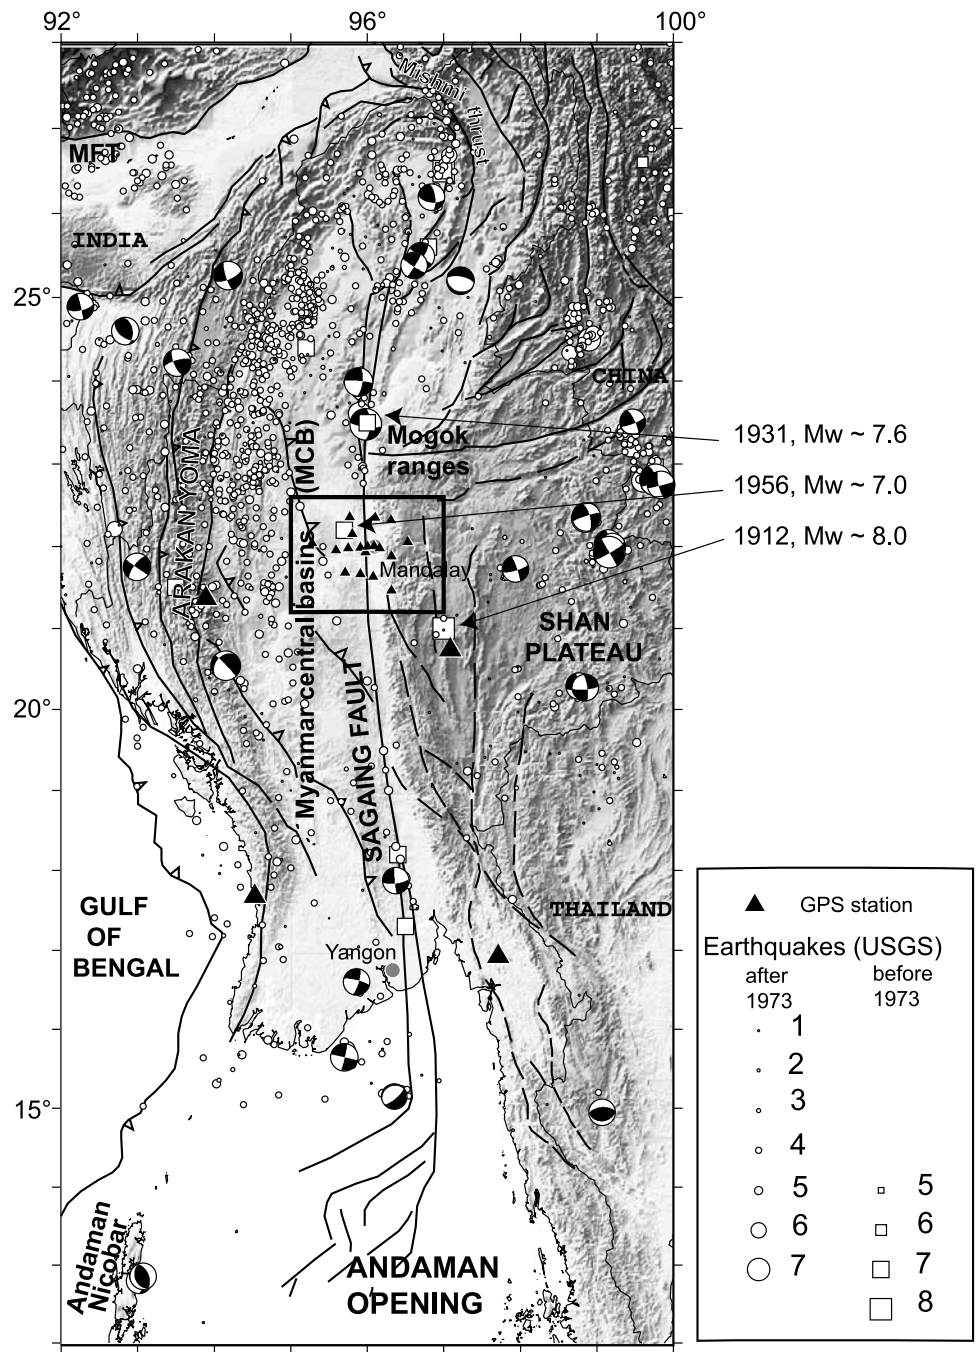 92°
96°
100°
Mishmi thrust
MFT
INDIA
25°
CHINA
1931, Mw ~ 7.6
Mogok
ranges
1956, Mw ~ 7.0
1912, Mw ~ 8.0
ARAKAN YOMA
Myanmar central basins (MCB)
Mandalay
SHAN
PLATEAU
20°
SAGAING FAULT
GULF
OF
BENGAL
THAILAND
Yangon
15°
Andaman
Nicobar
ANDAMAN
OPENING
GPS station
Earthquakes (USGS)
after
1973
before
1973
1
2
3
4
5
6
7
5
6
7
8